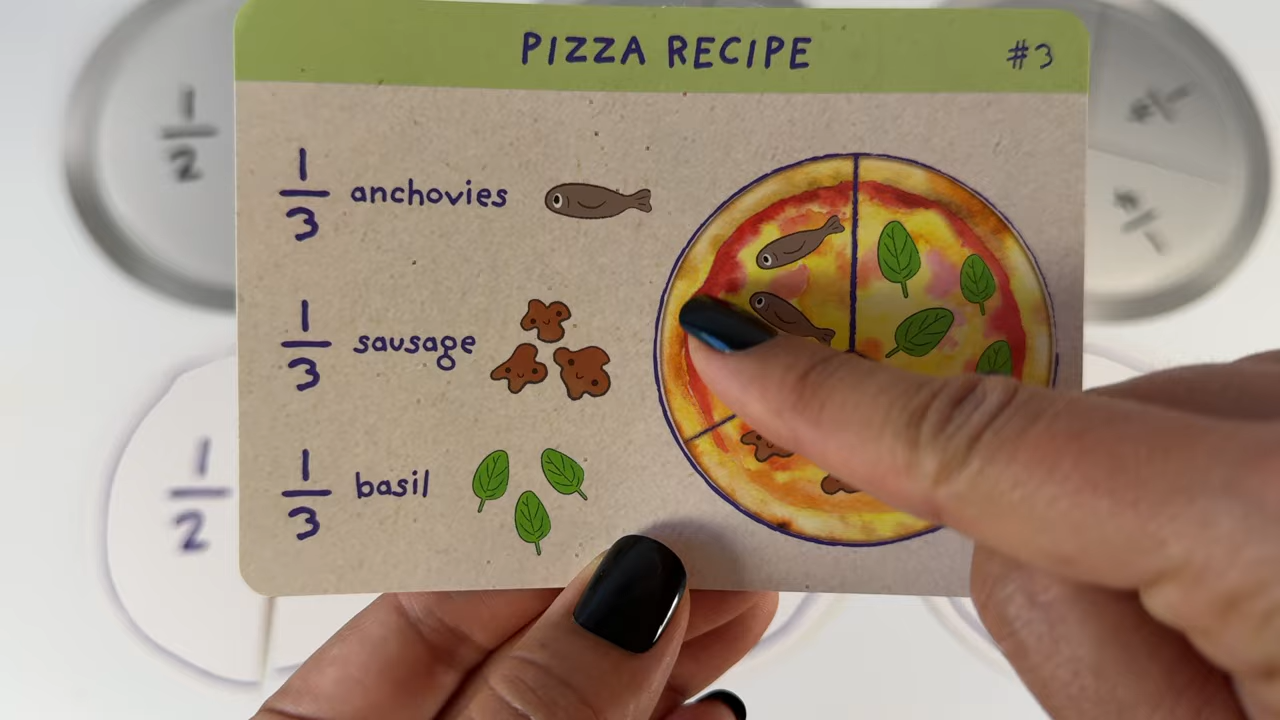 PIZZA RECIPE #3
1/3 anchovies
1/3 sausage
1/3 basil
1/2
1/2